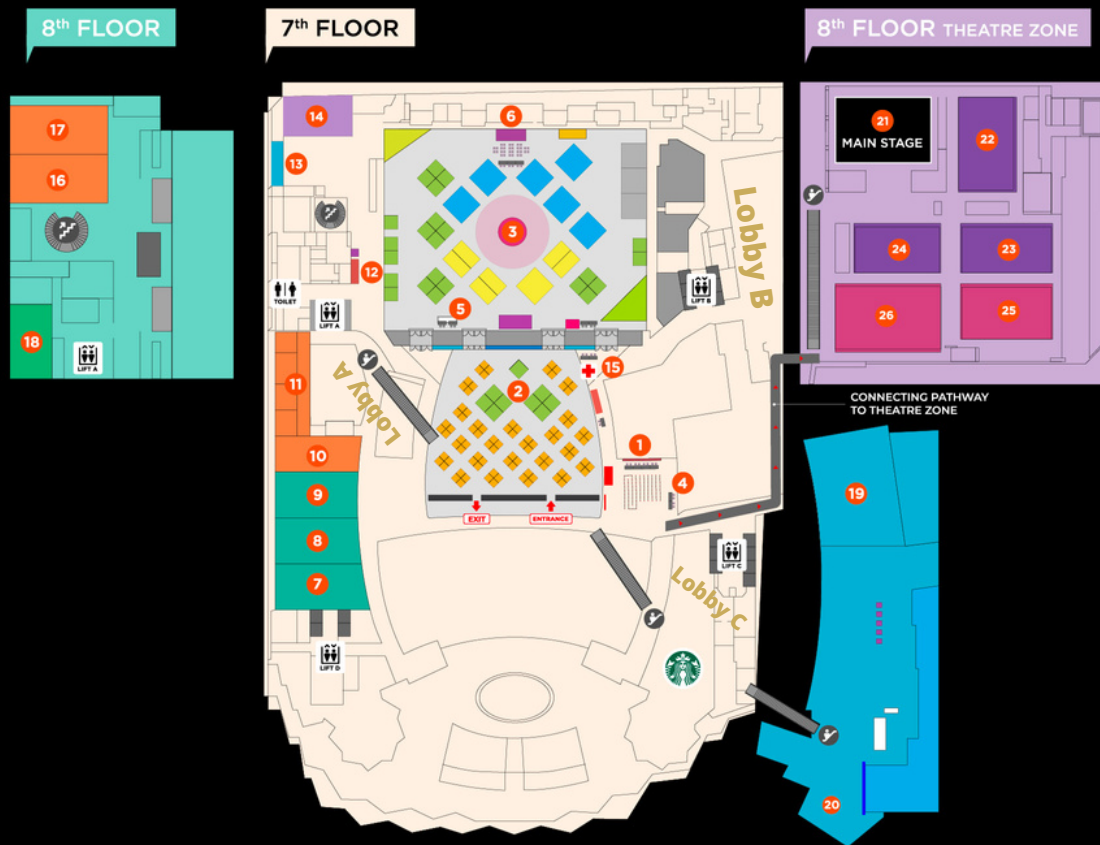 8th FLOOR
7th FLOOR
8th FLOOR THEATRE ZONE
17
16
18
LIFT A
14
6
13
3
12
TOILET
LIFT A
5
Lobby B
LIFT B
11
Lobby A
2
15
10
1
9
4
EXIT
ENTRANCE
8
7
LIFT C
Lobby C
LIFT D
21
MAIN STAGE
22
24
23
26
25
CONNECTING PATHWAY
TO THEATRE ZONE
19
20